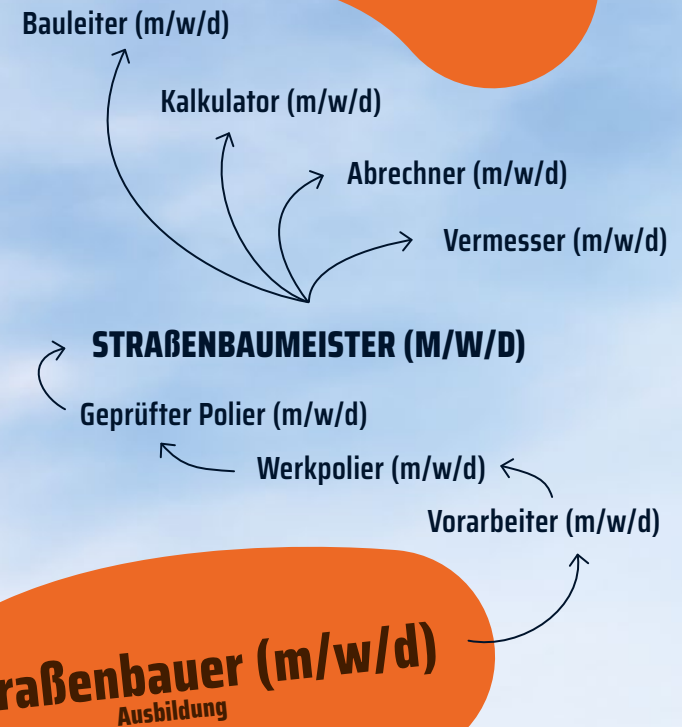 Bauleiter (m/w/d)
Kalkulator (m/w/d)
Abrechner (m/w/d)
Vermesser (m/w/d)
STRAßENBAUMEISTER (M/W/D)
Geprüfter Polier (m/w/d)
Werkpolier (m/w/d)
Vorarbeiter (m/w/d)
raßenbauer (m/w/d)
Ausbildung